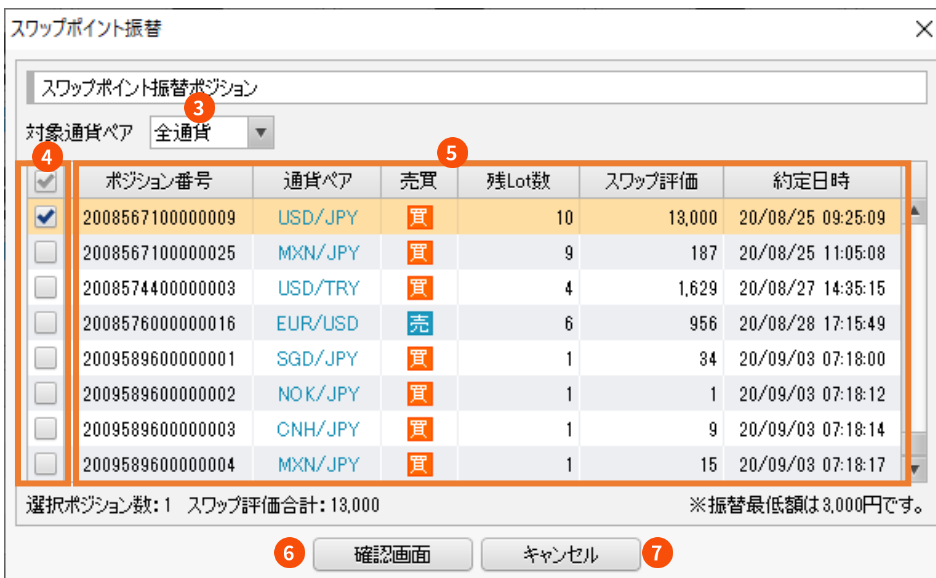 スワップポイント振替
スワップポイント振替ポジション
3
対象通貨ペア 全通貨
4 5
ポジション番号 通貨ペア 売買 残Lot数 スワップ評価 約定日時
20085671​00000009 USD/JPY 買 10 13,000 20/08/25 09:25:09
2008567100000025 MXN/JPY 買 9 187 20/08/25 11:05:08
2008574400000003 USD/TRY 買 4 1,629 20/08/27 14:35:15
2008576000000016 EUR/USD 売 6 956 20/08/28 17:15:49
2009589600000001 SGD/JPY 買 1 34 20/09/03 07:18:00
2009589600000002 NOK/JPY 買 1 1 20/09/03 07:18:12
2009589600000003 CNH/JPY 買 1 9 20/09/03 07:18:14
2009589600000004 MXN/JPY 買 1 15 20/09/03 07:18:17
選択ポジション数:1 スワップ評価合計:13,000 ※振替最低額は3,000円です。
6 確認画面 キャンセル 7